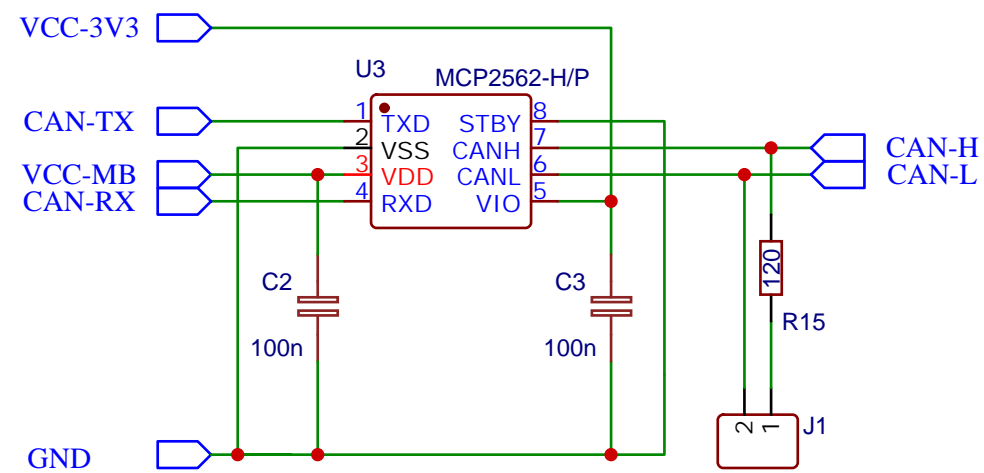 VCC-3V3
U3
MCP2562-H/P
CAN-TX
1
TXD
STBY
8
2
VSS
CANH
7
CAN-H
VCC-MB
3
VDD
CANL
6
CAN-L
CAN-RX
4
RXD
VIO
5
C2
C3
120
R15
100n
100n
2
1
J1
GND